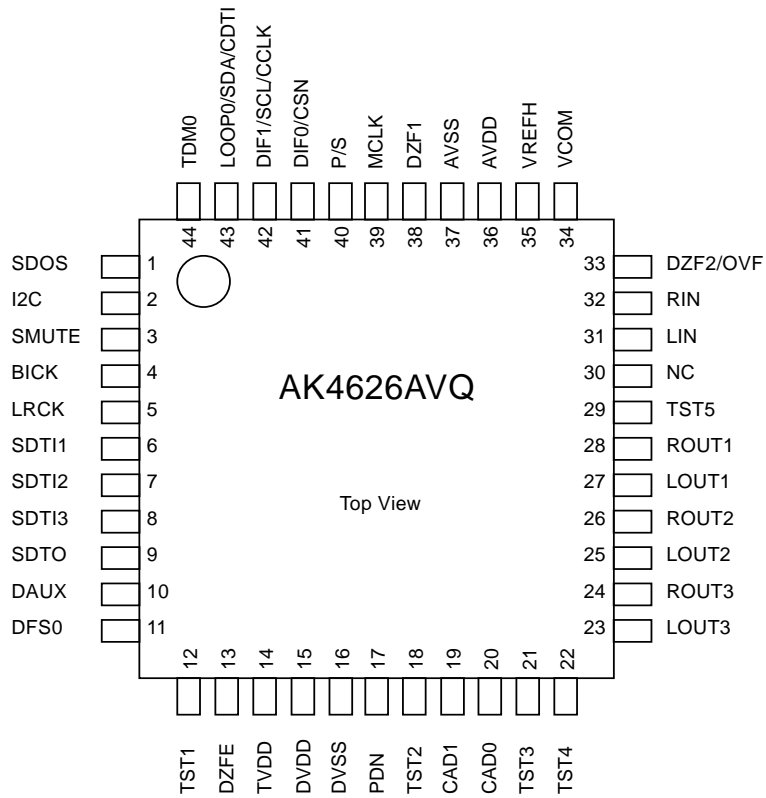 TDM0
LOOP0/SDA/CDTI
DIF1/SCL/CCLK
DIF0/CSN
P/S
MCLK
DZF1
AVSS
AVDD
VREFH
VCOM
44
43
42
41
40
39
38
37
36
35
34
SDOS 1
I2C 2
SMUTE 3
BICK 4
LRCK 5
SDTI1 6
SDTI2 7
SDTI3 8
SDTO 9
DAUX 10
DFS0 11
AK4626AVQ
Top View
33 DZF2/OVF
32 RIN
31 LIN
30 NC
29 TST5
28 ROUT1
27 LOUT1
26 ROUT2
25 LOUT2
24 ROUT3
23 LOUT3
12
13
14
15
16
17
18
19
20
21
22
TST1
DZFE
TVDD
DVDD
DVSS
PDN
TST2
CAD1
CAD0
TST3
TST4